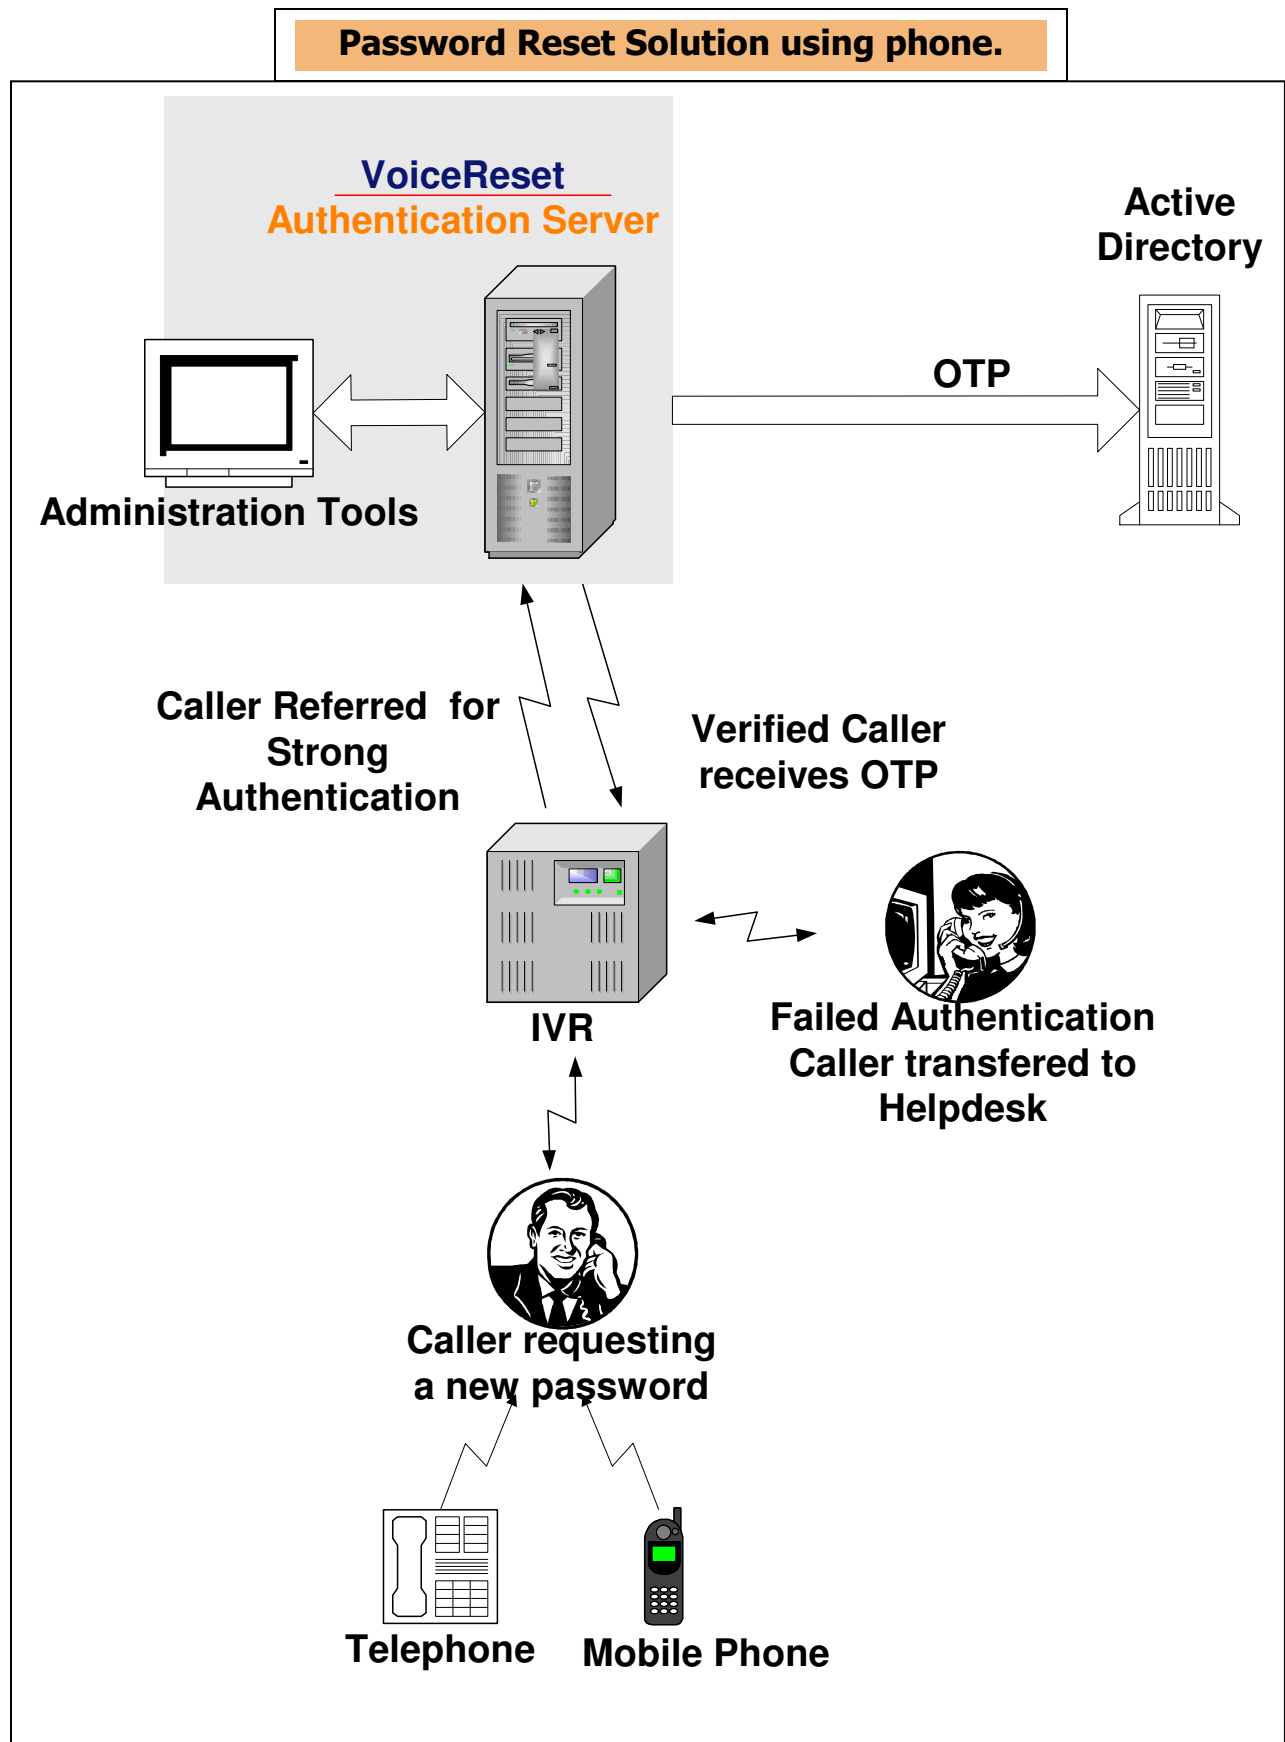 Password Reset Solution using phone.
VoiceReset
Authentication Server
Active
Directory
OTP
Administration Tools
Caller Referred for
Strong
Authentication
Verified Caller
receives OTP
IVR
Failed Authentication
Caller transfered to
Helpdesk
Caller requesting
a new password
Telephone
Mobile Phone